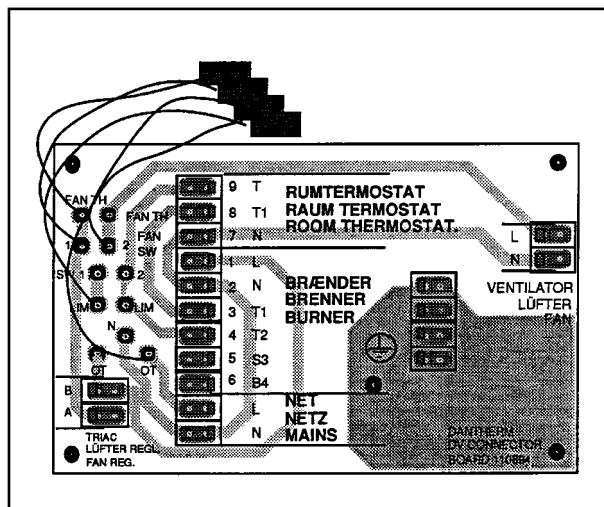 FAN TH
FAN TH
1
2
SW 1
2
LIM
LIM
N
OT
OT
B
A
TRIAC
LÜFTER REGL.
FAN REG.
FAN
SW
9 T
8 T1
7 N
1 L
2 N
3 T1
4 T2
5 S3
6 B4
L
N
RUMTERMOSTAT
RAUM TERMOSTAT
ROOM THERMOSTAT.
BRÆNDER
BRENNER
BURNER
NET
NETZ
MAINS
L
N
VENTILATOR
LÜFTER
FAN
DANTHERM
DV CONNECTOR
BOARD 110894